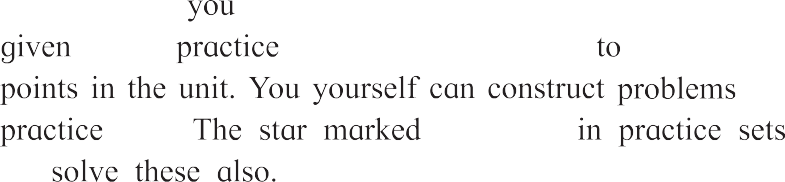 you
given practice to
points in the unit. You yourself can construct problems
practice The star marked in practice sets
solve these also.